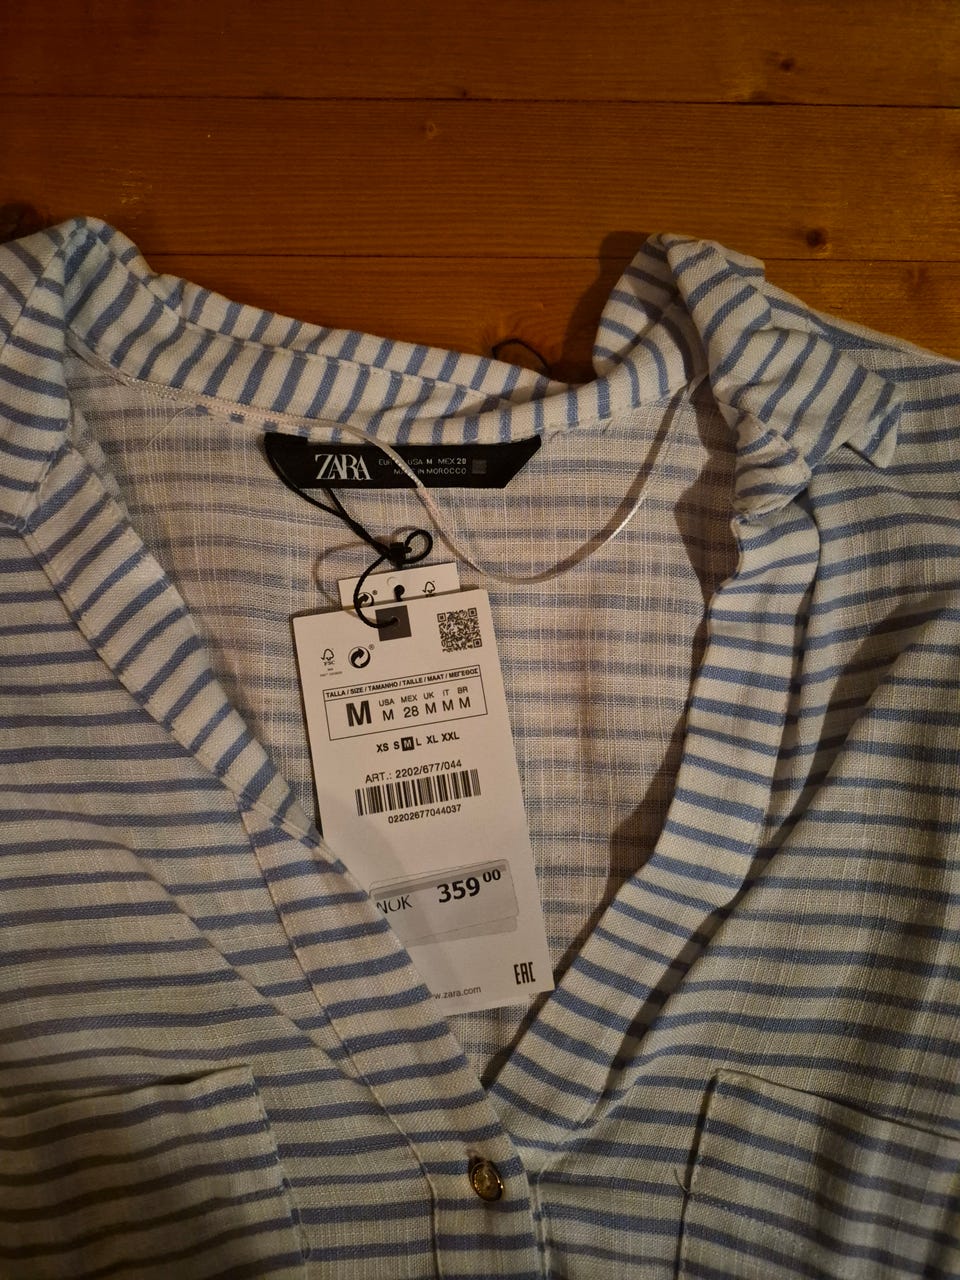 ZARA
EUR M USA M MEX 28
MADE IN MOROCCO
FSC
TALLA / SIZE / TAMANHO / TAILLE / MAAT / ΜΕΓΕΘΟΣ
M
USA MEX UK IT BR
M 28 M M M
XS S M L XL XXL
ART.: 2202/677/044
02202677044037
NOK 359 00
EAC
w.zara.com